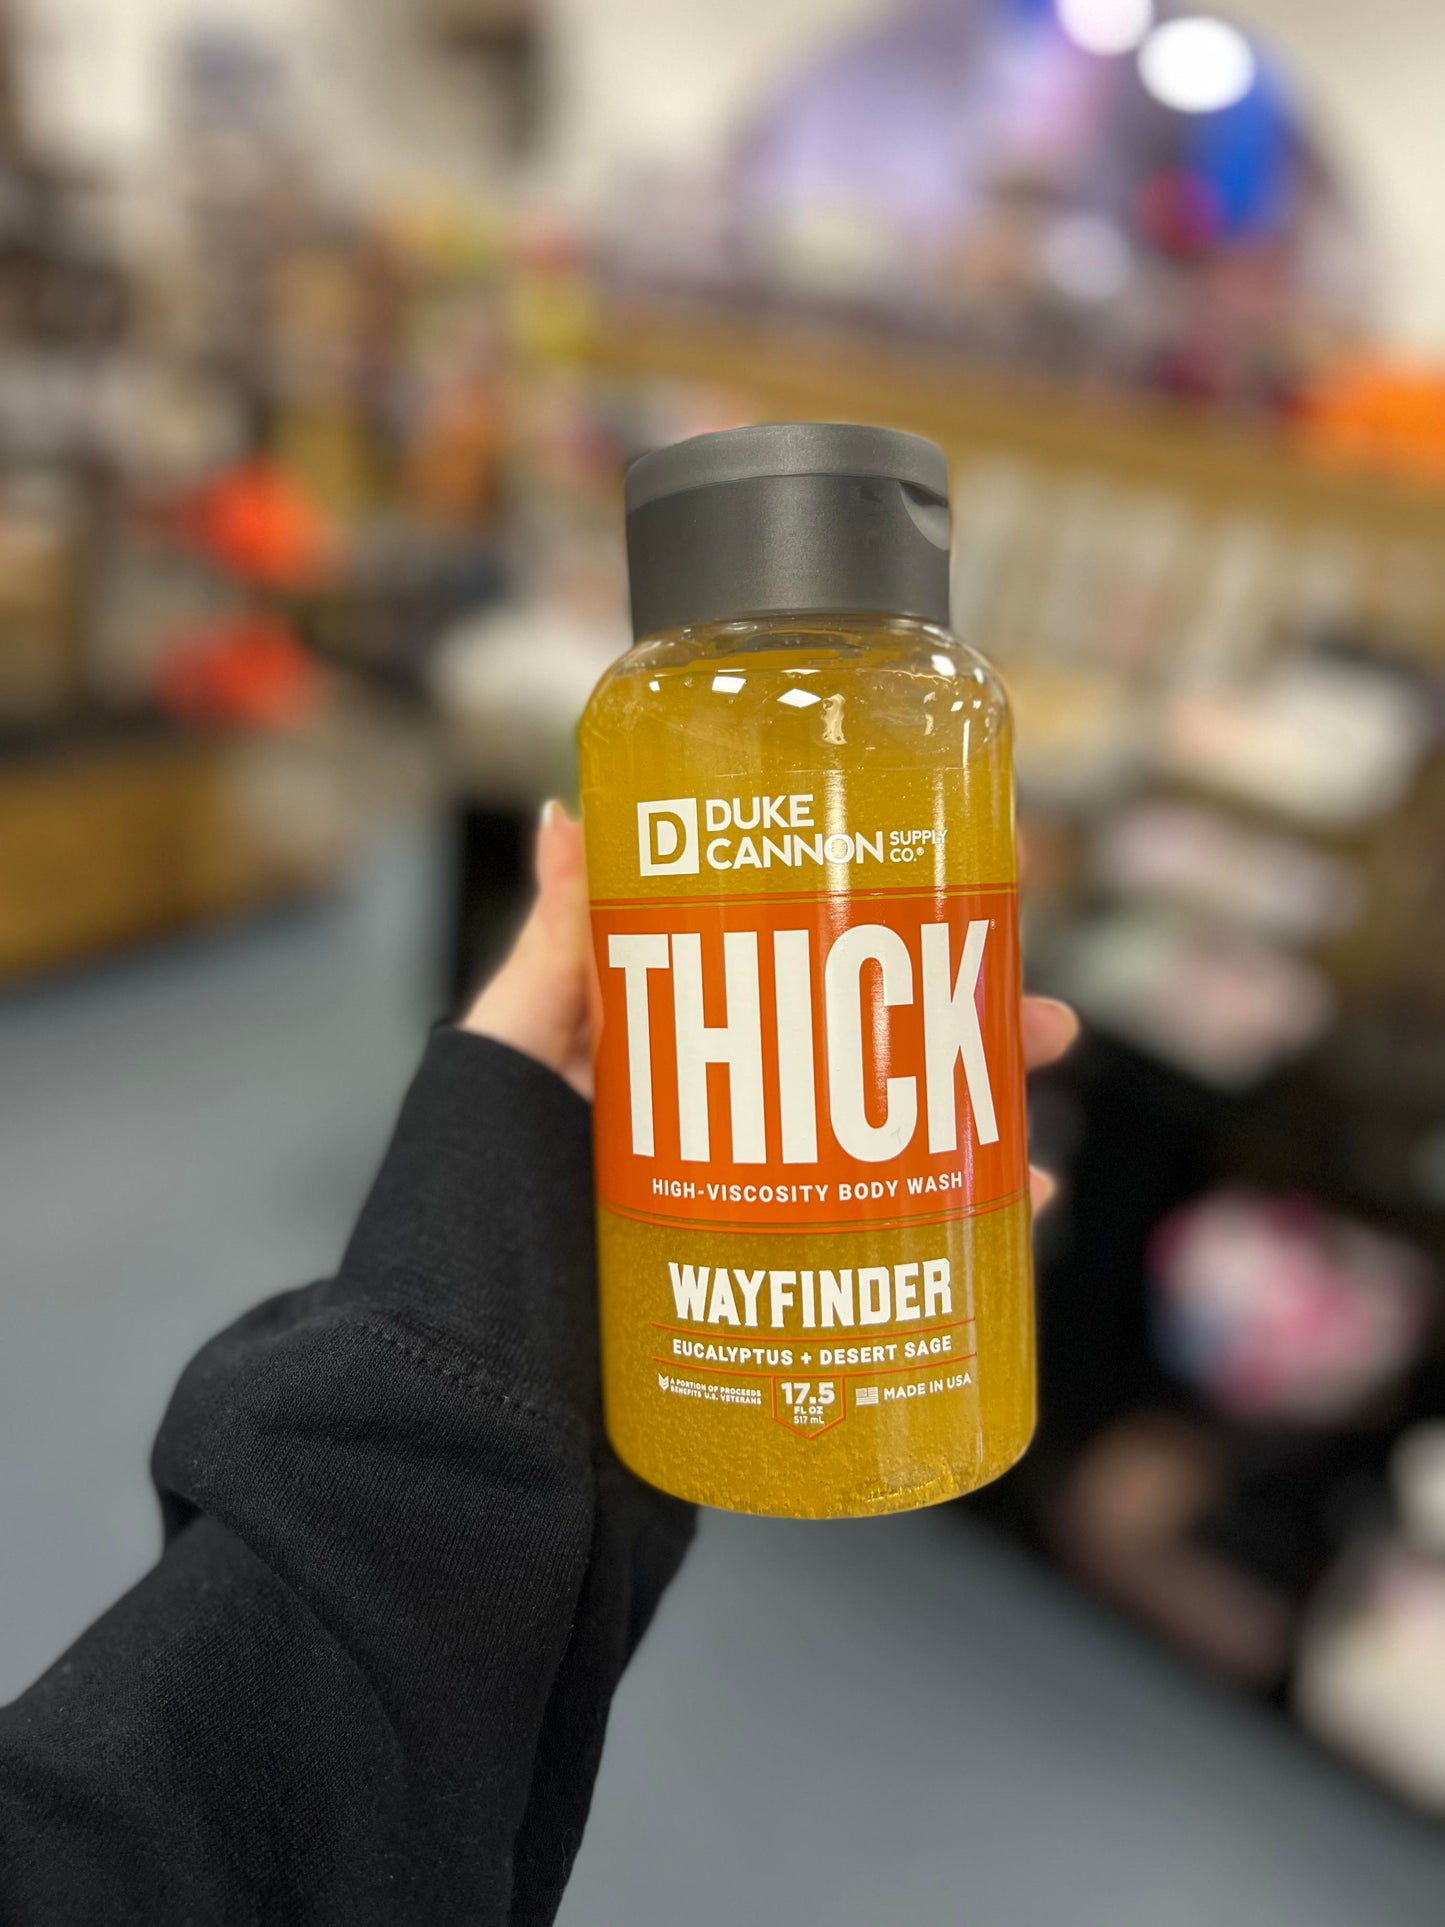 D DUKE
CANNON SUPPLY
CO.®
THICK®
HIGH-VISCOSITY BODY WASH
WAYFINDER
EUCALYPTUS + DESERT SAGE
A PORTION OF PROCEEDS
BENEFITS U.S. VETERANS
17.5
FL OZ
517 mL
MADE IN USA